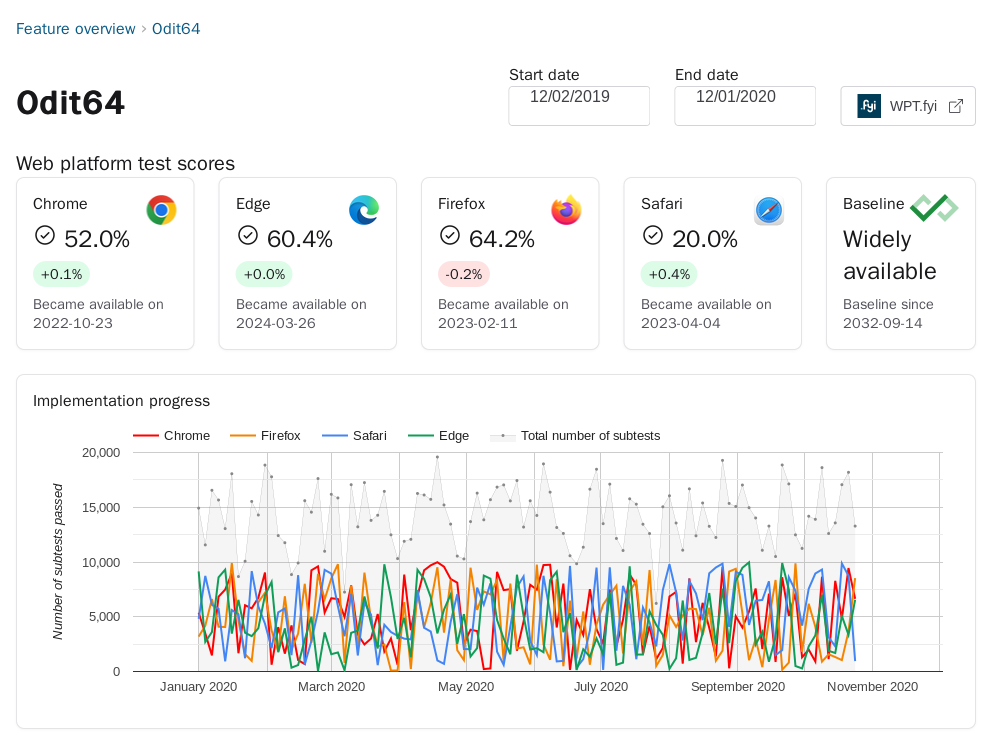 Feature overview › Odit64
Odit64
Start date
12/02/2019
End date
12/01/2020
.fyi WPT.fyi
Web platform test scores
Chrome
52.0%
+0.1%
Became available on
2022-10-23
Edge
60.4%
+0.0%
Became available on
2024-03-26
Firefox
64.2%
-0.2%
Became available on
2023-02-11
Safari
20.0%
+0.4%
Became available on
2023-04-04
Baseline
Widely
available
Baseline since
2032-09-14
Implementation progress
Chrome Firefox Safari Edge Total number of subtests
Number of subtests passed
20,000
15,000
10,000
5,000
0
January 2020 March 2020 May 2020 July 2020 September 2020 November 2020